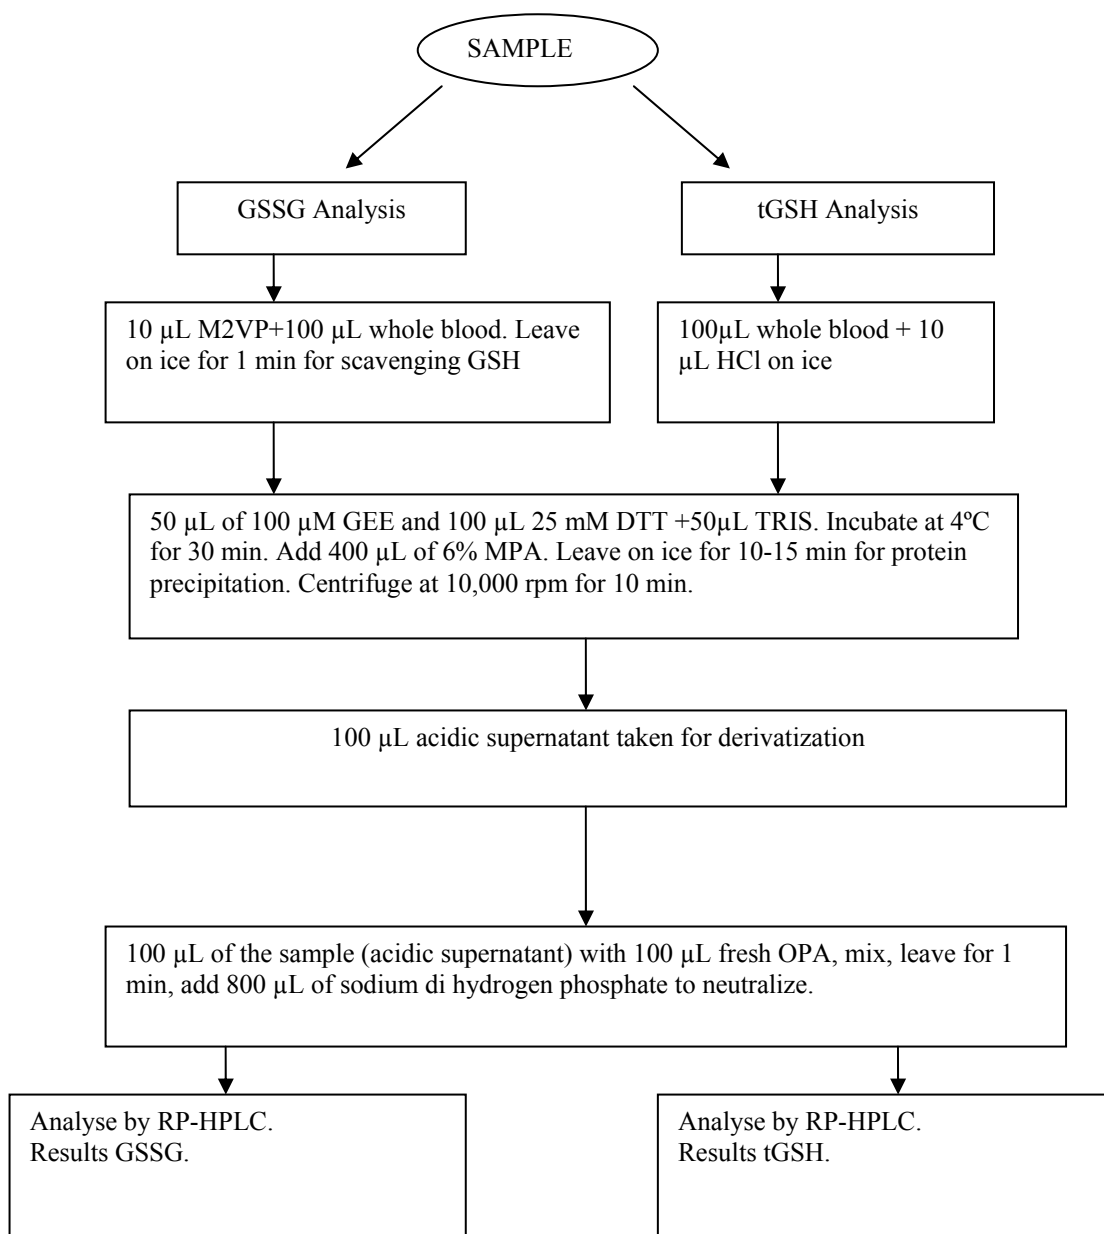 SAMPLE
GSSG Analysis
tGSH Analysis
10 µL M2VP+100 µL whole blood. Leave
on ice for 1 min for scavenging GSH
100µL whole blood + 10
µL HCl on ice
50 µL of 100 µM GEE and 100 µL 25 mM DTT +50µL TRIS. Incubate at 4ºC
for 30 min. Add 400 µL of 6% MPA. Leave on ice for 10-15 min for protein
precipitation. Centrifuge at 10,000 rpm for 10 min.
100 µL acidic supernatant taken for derivatization
100 µL of the sample (acidic supernatant) with 100 µL fresh OPA, mix, leave for 1
min, add 800 µL of sodium di hydrogen phosphate to neutralize.
Analyse by RP-HPLC.
Results GSSG.
Analyse by RP-HPLC.
Results tGSH.